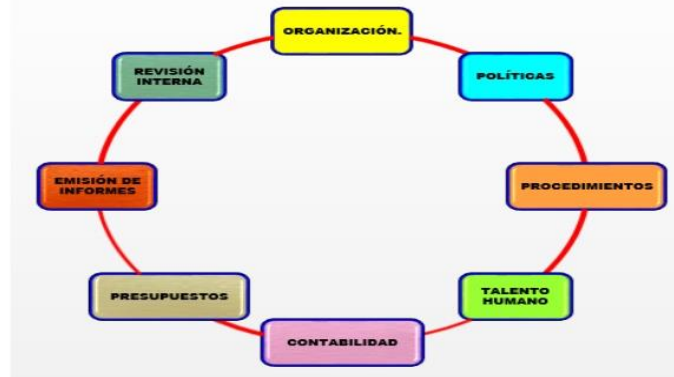 ORGANIZACIÓN.
POLÍTICAS
PROCEDIMIENTOS
TALENTO
HUMANO
CONTABILIDAD
PRESUPUESTOS
EMISIÓN DE
INFORMES
REVISIÓN
INTERNA